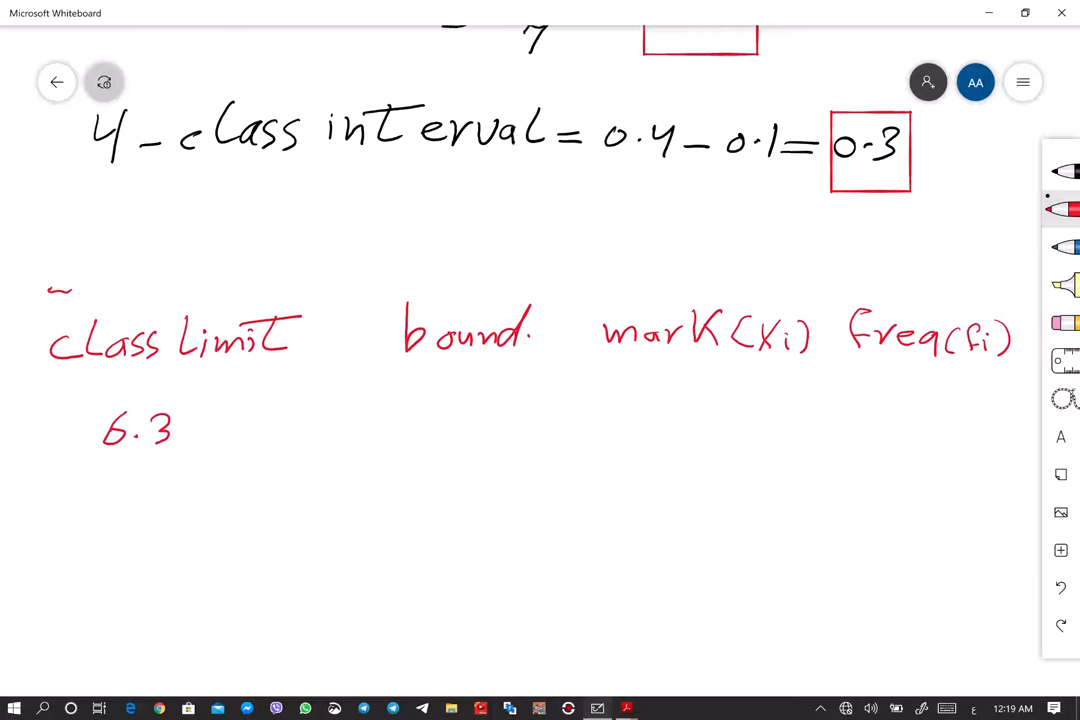 Microsoft Whiteboard
= 7
AA
4 - class interval = 0.4 - 0.1 = 0.3
class Limit bound. mark (xi) freq (fi)
6.3
A
ع 12:19 AM